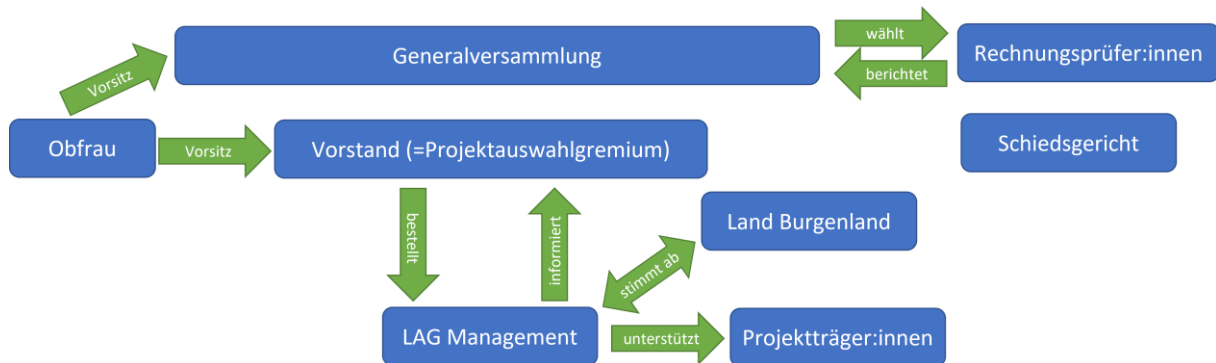 Generalversammlung
wählt
berichtet
Rechnungsprüfer:innen
Vorsitz
Obfrau
Vorsitz
Vorstand (=Projektauswahlgremium)
Schiedsgericht
bestellt
informiert
Land Burgenland
stimmt ab
LAG Management
unterstützt
Projektträger:innen